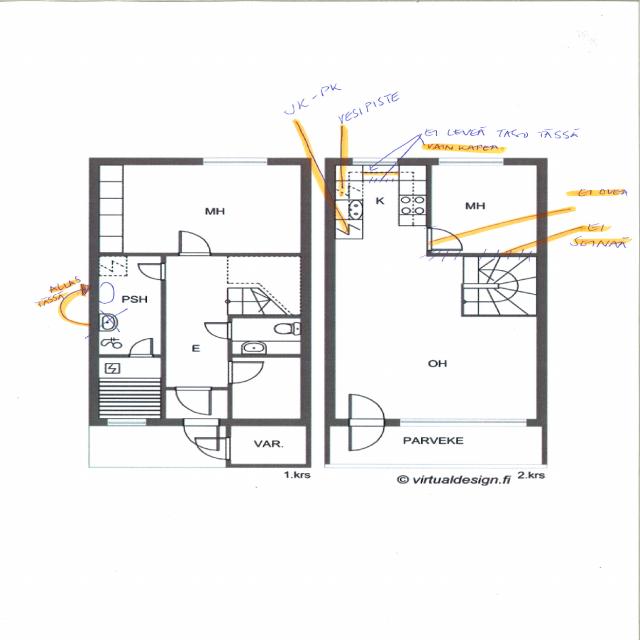 JK-PK
VESIPISTE
EI LEVEÄ TASO TÄSSÄ
VAIN KAPEA
EI OVEA
EI
SEINÄÄ
ALLAS
TÄSSÄ
MH
K
MH
PSH
E
OH
VAR.
PARVEKE
1.krs
2.krs
© virtualdesign.fi